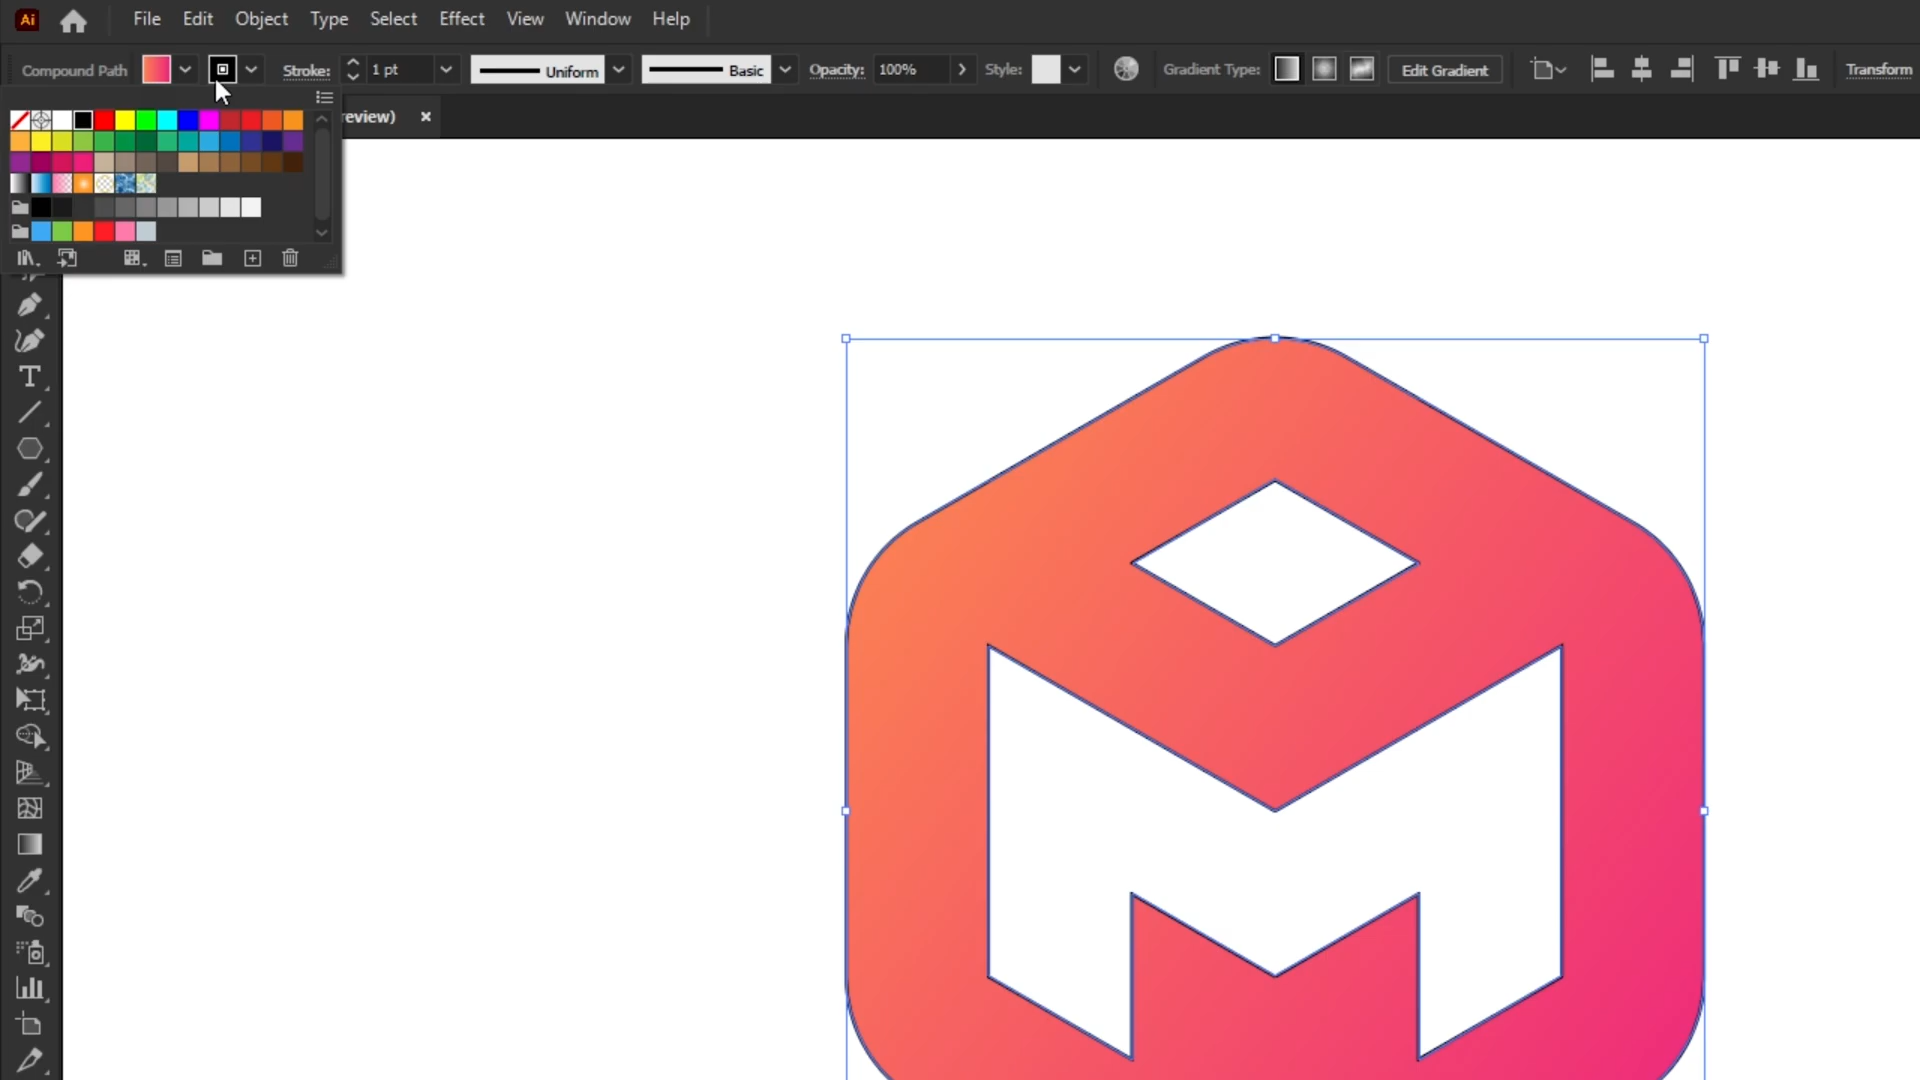 Ai File Edit Object Type Select Effect View Window Help
Compound Path Stroke: 1 pt Uniform Basic Opacity: 100% Style: Gradient Type: Edit Gradient Transform
review) ×
T
M